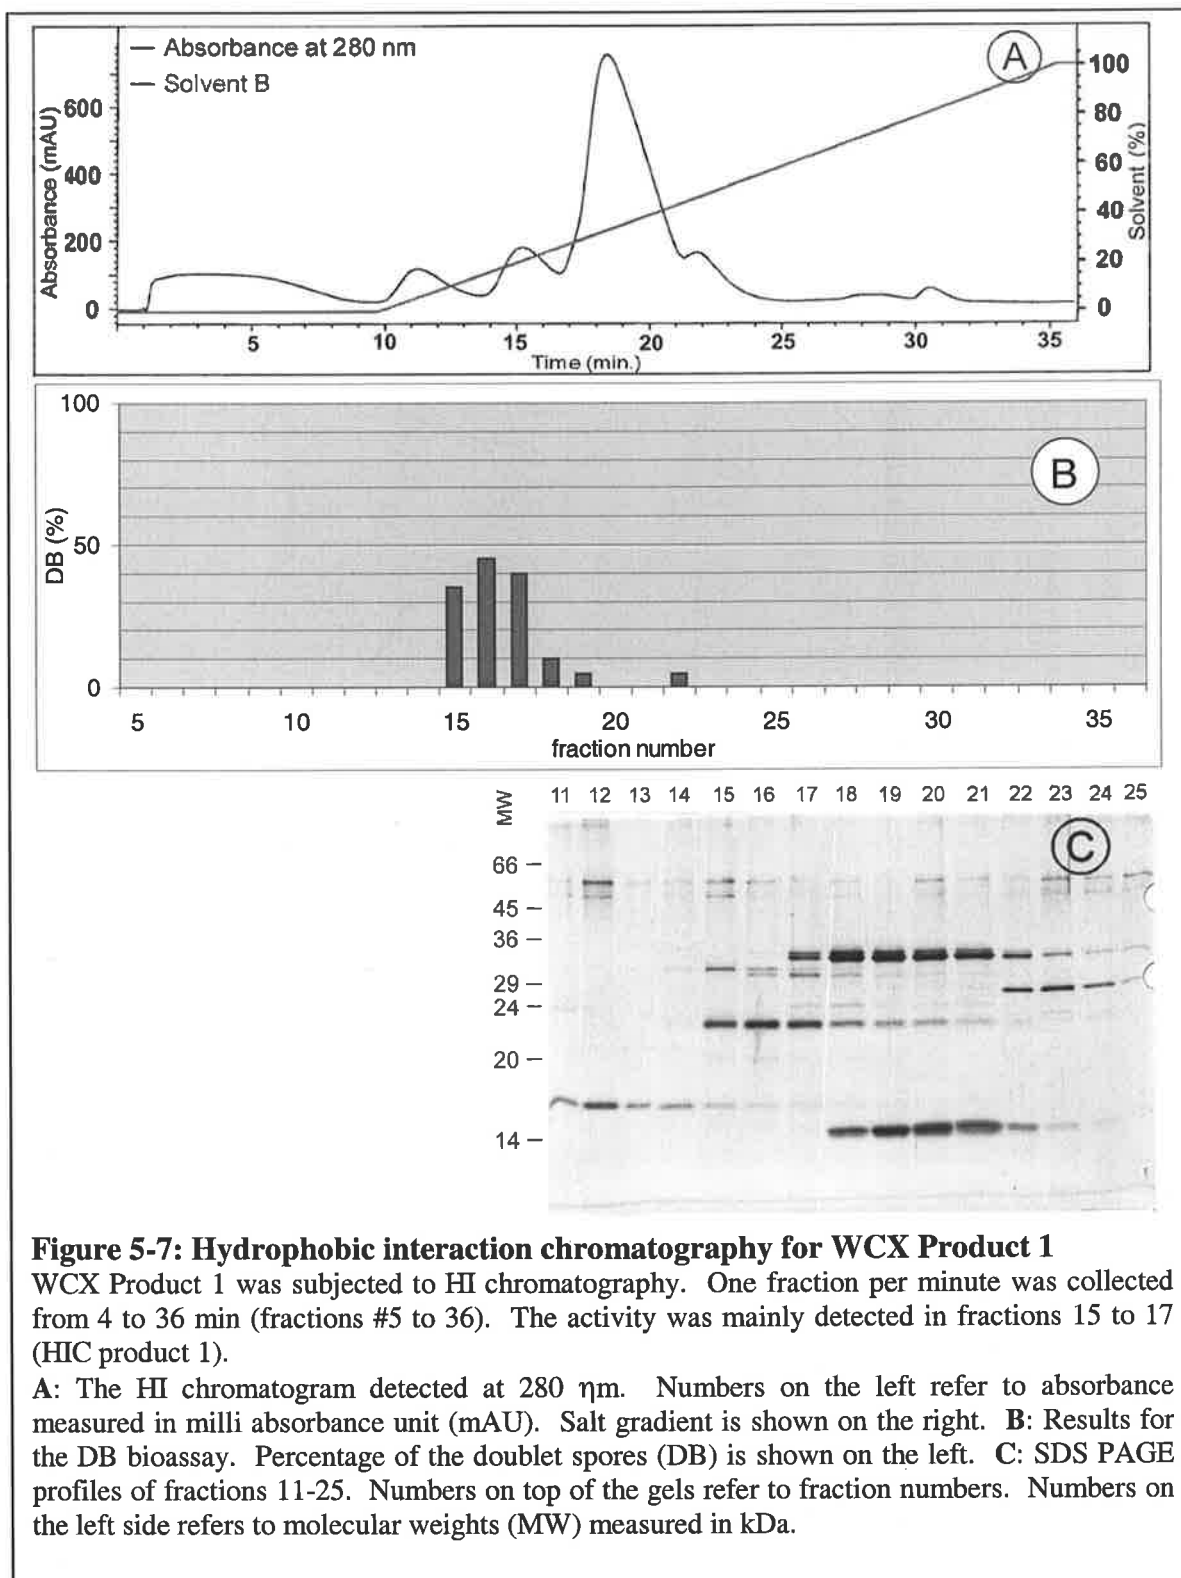 — Absorbance at 280 nm
— Solvent B
A
Absorbance (mAU)
600
400
200
0
100
80
60
40
20
0
Solvent (%)
5 10 15 20 25 30 35
Time (min.)
B
DB (%)
100
50
0
5 10 15 20 25 30 35
fraction number
MW 11 12 13 14 15 16 17 18 19 20 21 22 23 24 25
C
66 –
45 –
36 –
29 –
24 –
20 –
14 –
Figure 5-7: Hydrophobic interaction chromatography for WCX Product 1
WCX Product 1 was subjected to HI chromatography. One fraction per minute was collected
from 4 to 36 min (fractions #5 to 36). The activity was mainly detected in fractions 15 to 17
(HIC product 1).
A: The HI chromatogram detected at 280 ηm. Numbers on the left refer to absorbance
measured in milli absorbance unit (mAU). Salt gradient is shown on the right. B: Results for
the DB bioassay. Percentage of the doublet spores (DB) is shown on the left. C: SDS PAGE
profiles of fractions 11-25. Numbers on top of the gels refer to fraction numbers. Numbers on
the left side refers to molecular weights (MW) measured in kDa.